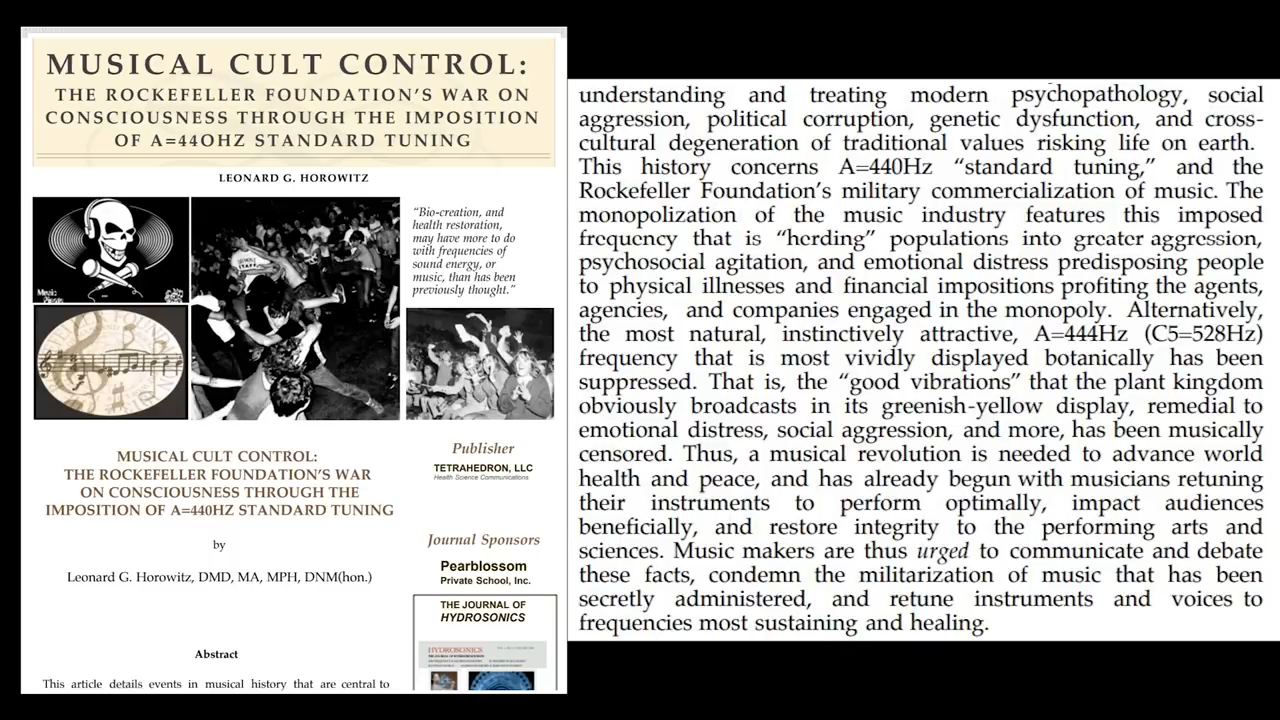 MUSICAL CULT CONTROL:
THE ROCKEFELLER FOUNDATION'S WAR ON
CONSCIOUSNESS THROUGH THE IMPOSITION
OF A=44OHZ STANDARD TUNING
LEONARD G. HOROWITZ
"Bio-creation, and
health restoration,
may have more to do
with frequencies of
sound energy, or
music, than has been
previously thought."
MUSICAL CULT CONTROL:
THE ROCKEFELLER FOUNDATION'S WAR
ON CONSCIOUSNESS THROUGH THE
IMPOSITION OF A=440HZ STANDARD TUNING
by
Leonard G. Horowitz, DMD, MA, MPH, DNM(hon.)
Abstract
This article details events in musical history that are central to
Publisher
TETRAHEDRON, LLC
Health Science Communications
Journal Sponsors
Pearblossom
Private School, Inc.
THE JOURNAL OF
HYDROSONICS
HYDROSONICS
understanding and treating modern psychopathology, social
aggression, political corruption, genetic dysfunction, and cross-
cultural degeneration of traditional values risking life on earth.
This history concerns A=440Hz "standard tuning," and the
Rockefeller Foundation's military commercialization of music. The
monopolization of the music industry features this imposed
frequency that is "herding" populations into greater aggression,
psychosocial agitation, and emotional distress predisposing people
to physical illnesses and financial impositions profiting the agents,
agencies, and companies engaged in the monopoly. Alternatively,
the most natural, instinctively attractive, A=444Hz (C5=528Hz)
frequency that is most vividly displayed botanically has been
suppressed. That is, the "good vibrations" that the plant kingdom
obviously broadcasts in its greenish-yellow display, remedial to
emotional distress, social aggression, and more, has been musically
censored. Thus, a musical revolution is needed to advance world
health and peace, and has already begun with musicians retuning
their instruments to perform optimally, impact audiences
beneficially, and restore integrity to the performing arts and
sciences. Music makers are thus urged to communicate and debate
these facts, condemn the militarization of music that has been
secretly administered, and retune instruments and voices to
frequencies most sustaining and healing.